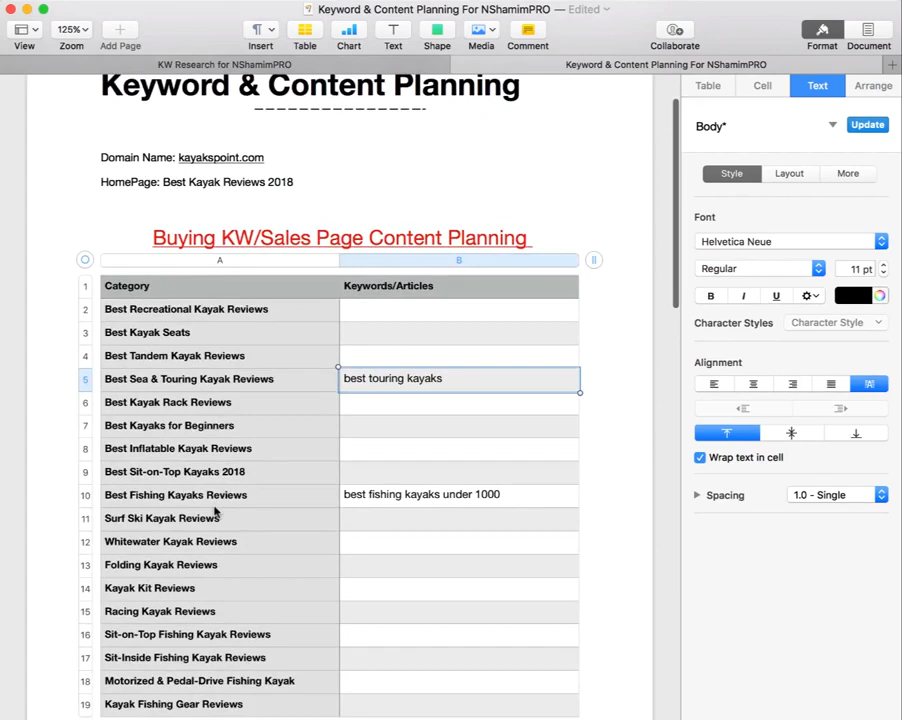 Keyword & Content Planning For NShamimPRO — Edited
125%
View Zoom Add Page Insert Table Chart Text Shape Media Comment Collaborate Format Document
KW Research for NShamimPRO Keyword & Content Planning For NShamimPRO
Keyword & Content Planning
Domain Name: kayakspoint.com
HomePage: Best Kayak Reviews 2018
Buying KW/Sales Page Content Planning
A B
1 Category Keywords/Articles
2 Best Recreational Kayak Reviews
3 Best Kayak Seats
4 Best Tandem Kayak Reviews
5 Best Sea & Touring Kayak Reviews best touring kayaks
6 Best Kayak Rack Reviews
7 Best Kayaks for Beginners
8 Best Inflatable Kayak Reviews
9 Best Sit-on-Top Kayaks 2018
10 Best Fishing Kayaks Reviews best fishing kayaks under 1000
11 Surf Ski Kayak Reviews
12 Whitewater Kayak Reviews
13 Folding Kayak Reviews
14 Kayak Kit Reviews
15 Racing Kayak Reviews
16 Sit-on-Top Fishing Kayak Reviews
17 Sit-Inside Fishing Kayak Reviews
18 Motorized & Pedal-Drive Fishing Kayak
19 Kayak Fishing Gear Reviews
Table Cell Text Arrange
Body* Update
Style Layout More
Font
Helvetica Neue
Regular 11 pt
B I U
Character Styles Character Style
Alignment
Wrap text in cell
Spacing 1.0 - Single